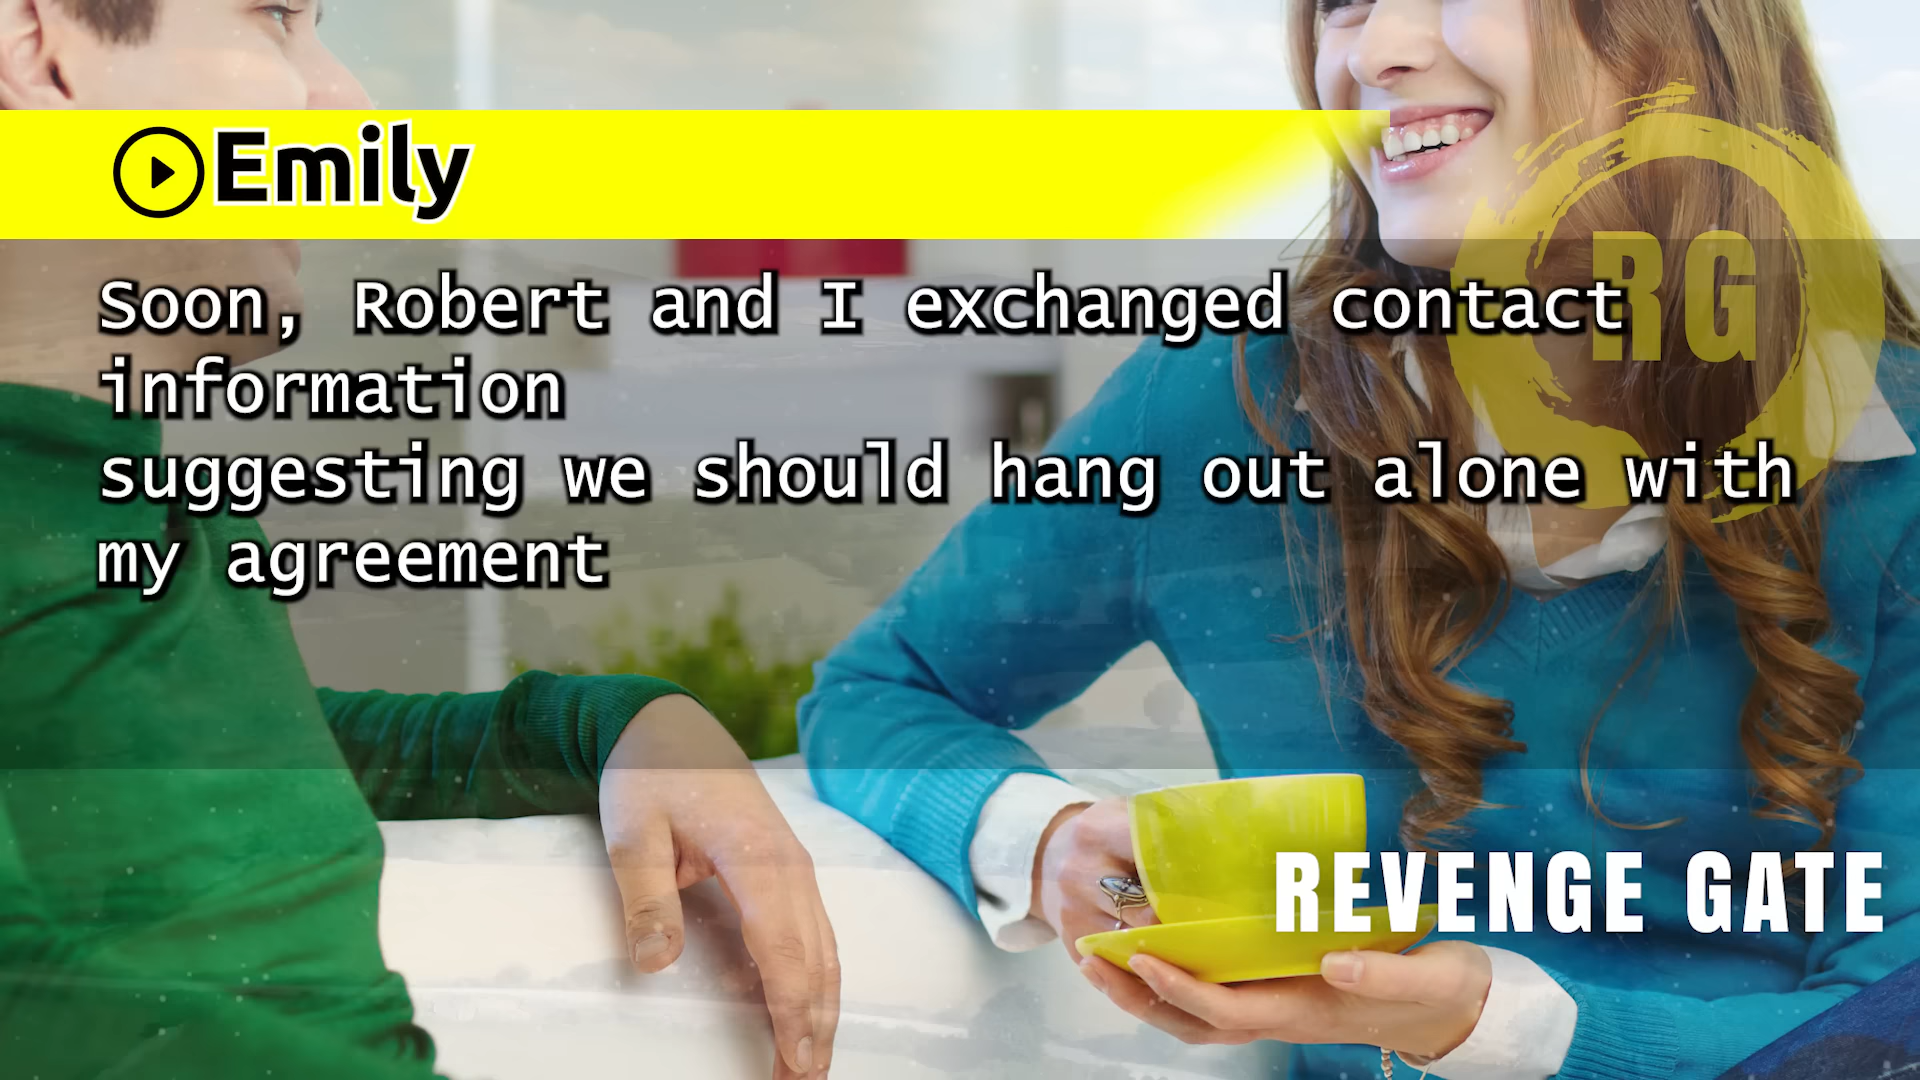 Emily
RG
Soon, Robert and I exchanged contact
information
suggesting we should hang out alone with
my agreement
REVENGE GATE